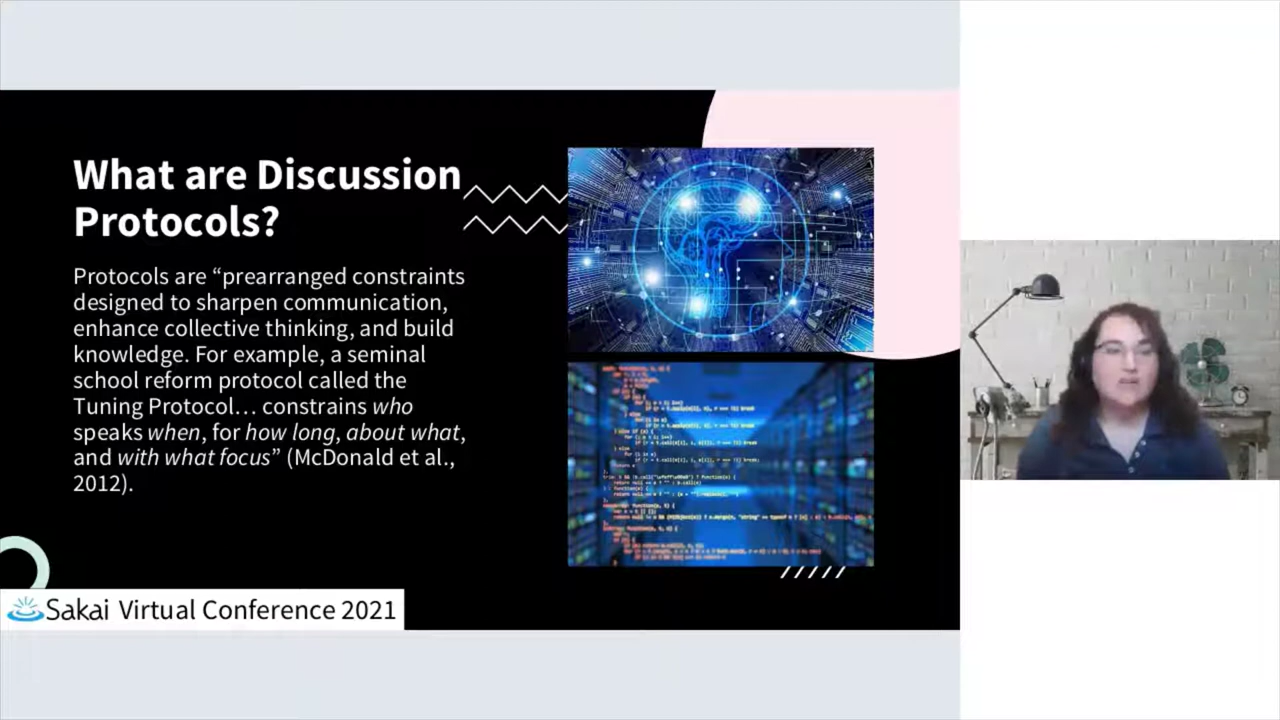 What are Discussion
Protocols?
Protocols are “prearranged constraints
designed to sharpen communication,
enhance collective thinking, and build
knowledge. For example, a seminal
school reform protocol called the
Tuning Protocol… constrains who
speaks when, for how long, about what,
and with what focus” (McDonald et al.,
2012).
Sakai Virtual Conference 2021